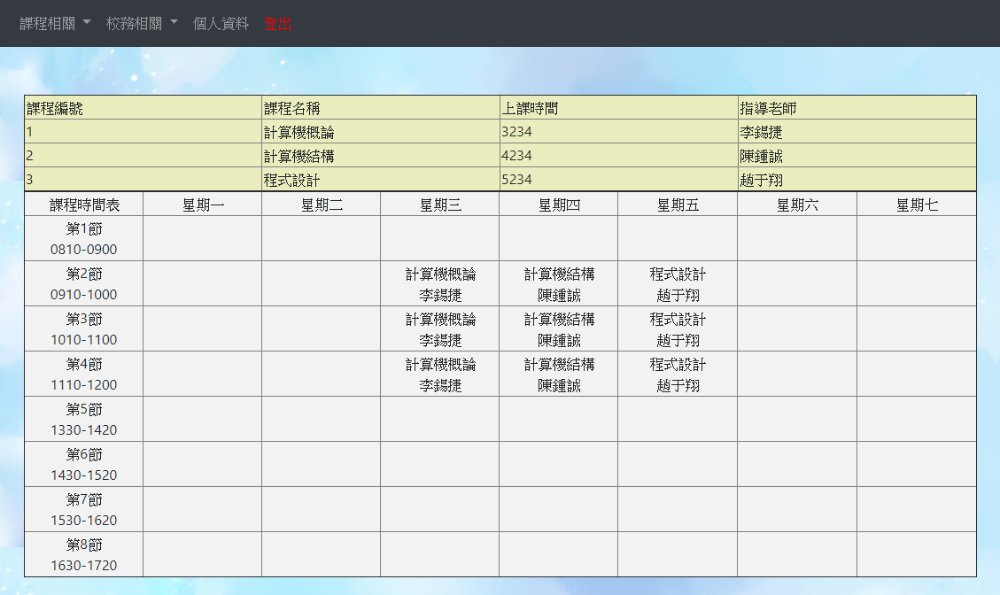 課程相關 校務相關 個人資料 登出
課程編號 課程名稱 上課時間 指導老師
1 計算機概論 3234 李錫捷
2 計算機結構 4234 陳鍾誠
3 程式設計 5234 趙于翔
課程時間表 星期一 星期二 星期三 星期四 星期五 星期六 星期七
第1節
0810-0900
第2節 計算機概論 計算機結構 程式設計
0910-1000 李錫捷 陳鍾誠 趙于翔
第3節 計算機概論 計算機結構 程式設計
1010-1100 李錫捷 陳鍾誠 趙于翔
第4節 計算機概論 計算機結構 程式設計
1110-1200 李錫捷 陳鍾誠 趙于翔
第5節
1330-1420
第6節
1430-1520
第7節
1530-1620
第8節
1630-1720